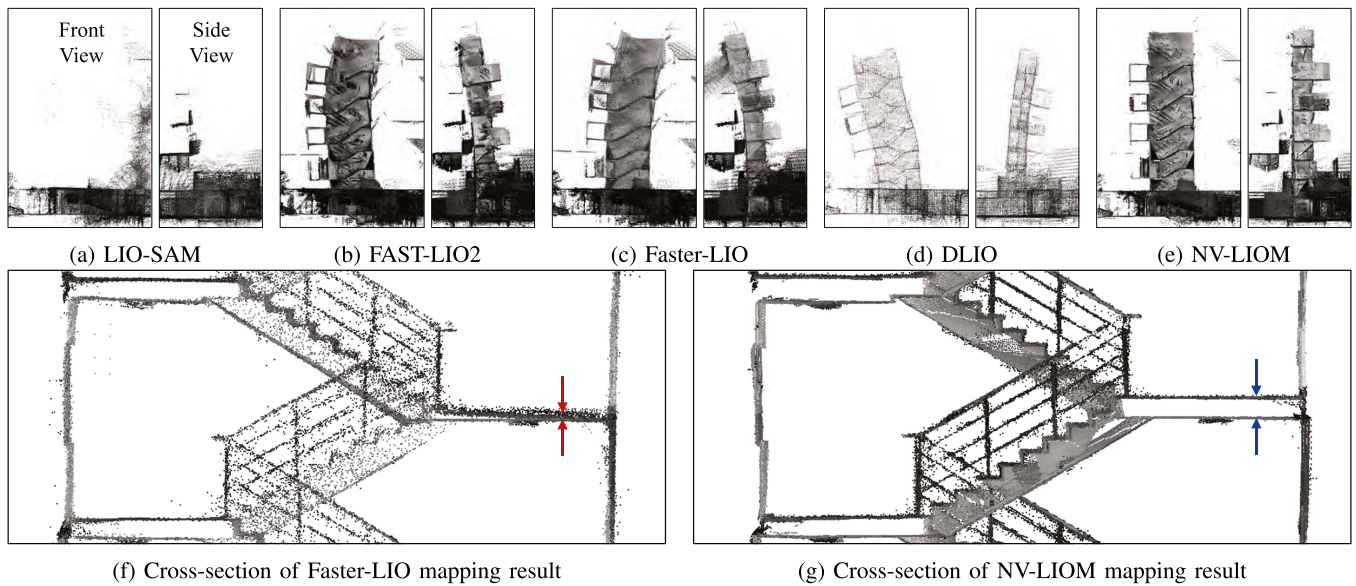 Front
View
Side
View
(a) LIO-SAM
(b) FAST-LIO2
(c) Faster-LIO
(d) DLIO
(e) NV-LIOM
(f) Cross-section of Faster-LIO mapping result
(g) Cross-section of NV-LIOM mapping result